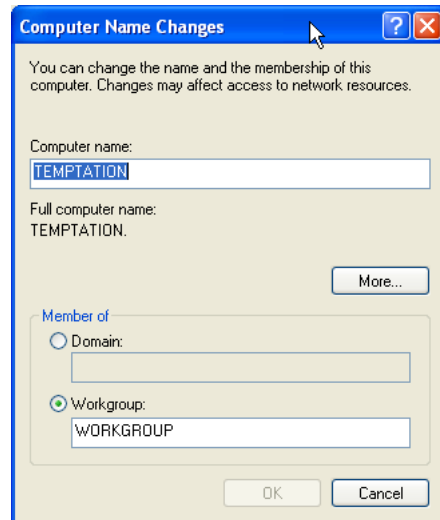 Computer Name Changes
You can change the name and the membership of this
computer. Changes may affect access to network resources.
Computer name:
TEMPTATION
Full computer name:
TEMPTATION.
More...
Member of
Domain:
Workgroup:
WORKGROUP
OK Cancel